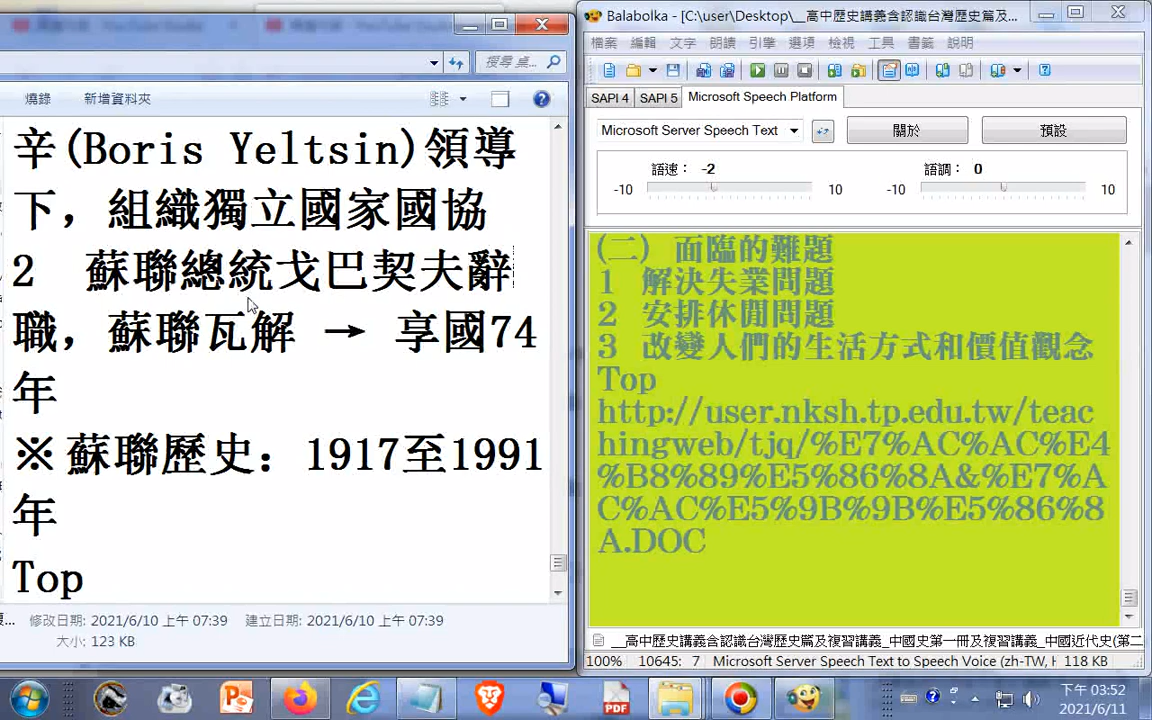 搜尋 桌...
燒錄 新增資料夾
辛(Boris Yeltsin)領導
下，組織獨立國家國協
2 蘇聯總統戈巴契夫辭
職，蘇聯瓦解 → 享國74
年
※蘇聯歷史：1917至1991
年
Top
修改日期: 2021/6/10 上午 07:39 建立日期: 2021/6/10 上午 07:39
大小: 123 KB
Balabolka - [C:\user\Desktop\__高中歷史講義含認識台灣歷史篇及...
檔案 編輯 文字 朗讀 引擎 選項 檢視 工具 書籤 說明
SAPI 4 SAPI 5 Microsoft Speech Platform
Microsoft Server Speech Text 關於 預設
語速: -2 語調: 0
-10 10 -10 10
(二) 面臨的難題
1 解決失業問題
2 安排休閒問題
3 改變人們的生活方式和價值觀念
Top
http://user.nksh.tp.edu.tw/teac
hingweb/tjq/%E7%AC%AC%E4
%B8%89%E5%86%8A&%E7%A
C%AC%E5%9B%9B%E5%86%8
A.DOC
__高中歷史講義含認識台灣歷史篇及複習講義_中國史第一冊及複習講義_中國近代史(第二
100% 10645: 7 Microsoft Server Speech Text to Speech Voice (zh-TW, H 118 KB
下午 03:52
2021/6/11